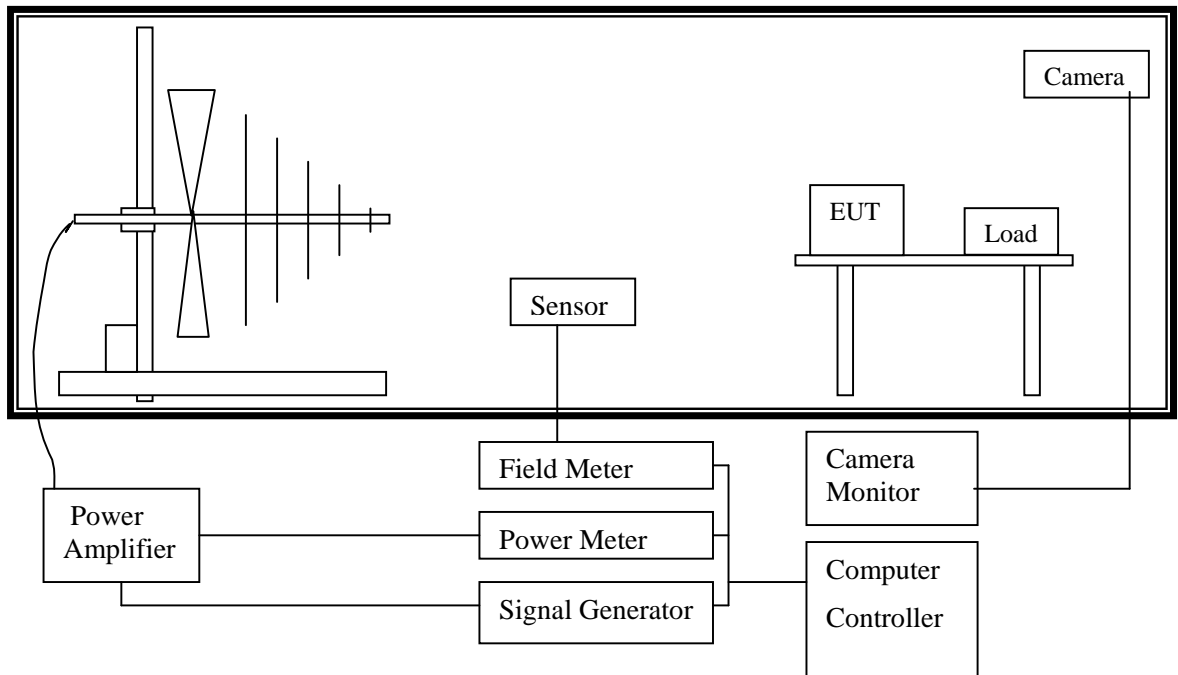 Camera
EUT
Load
Sensor
Field Meter
Camera
Monitor
Power
Amplifier
Power Meter
Computer
Controller
Signal Generator